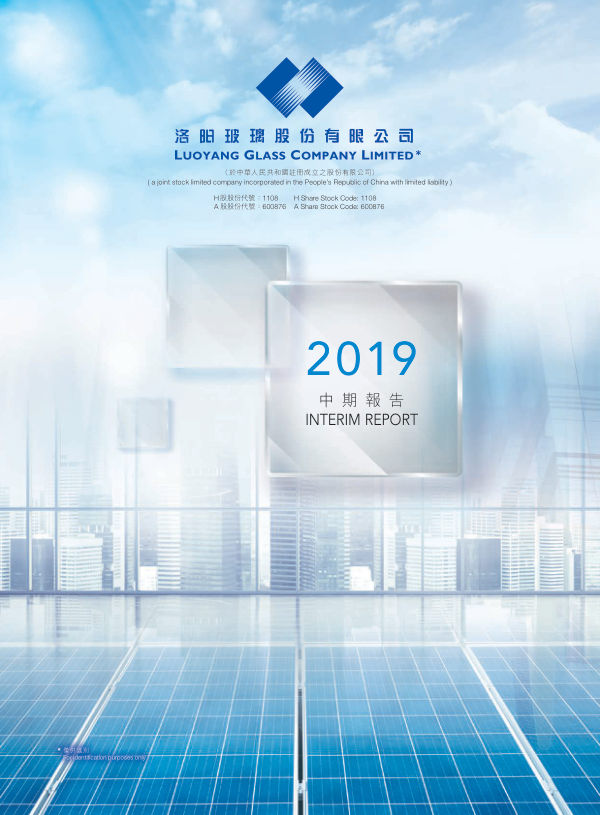 洛阳玻璃股份有限公司
LUOYANG GLASS COMPANY LIMITED*
(於中華人民共和國註冊成立之股份有限公司)
( a joint stock limited company incorporated in the People's Republic of China with limited liability )
H股股份代號：1108 H Share Stock Code: 1108
A股股份代號：600876 A Share Stock Code: 600876
2019
中期報告
INTERIM REPORT
* 僅供識別
For identification purposes only